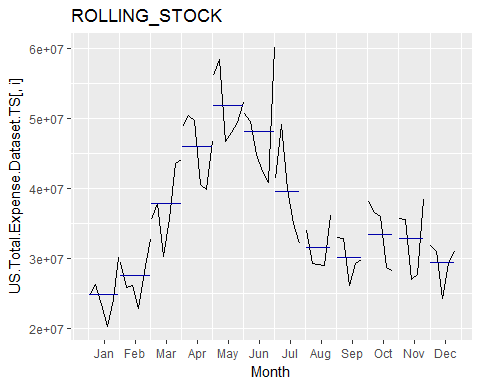 ROLLING_STOCK
US.Total.Expense.Dataset.TS[, i]
6e+07
5e+07
4e+07
3e+07
2e+07
Jan Feb Mar Apr May Jun Jul Aug Sep Oct Nov Dec
Month